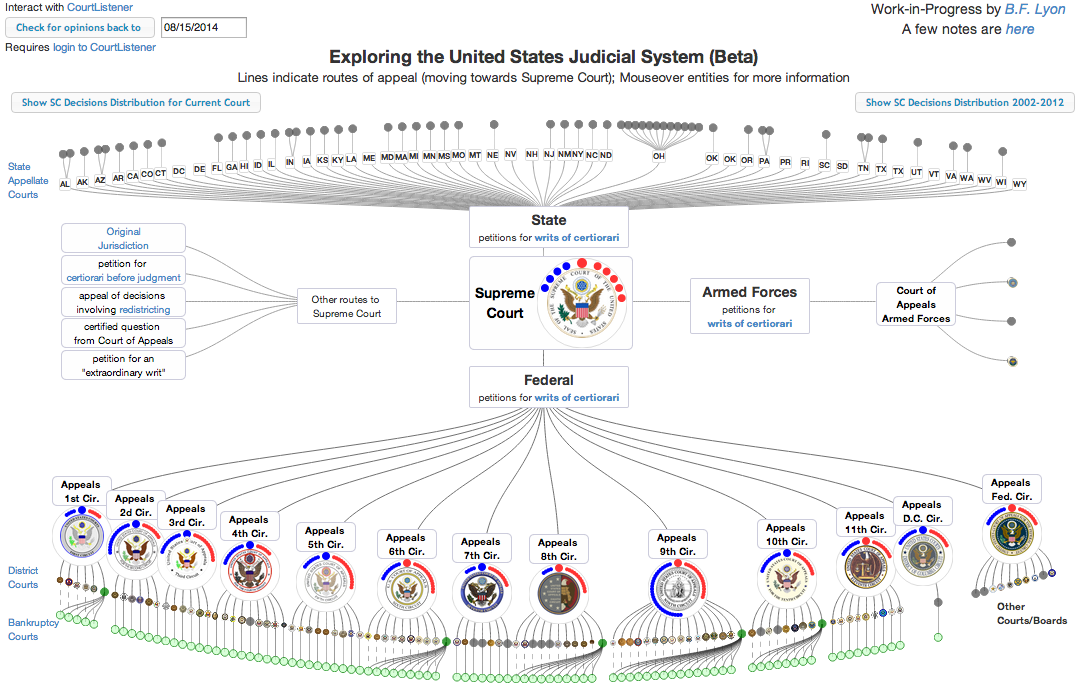 Interact with CourtListener
Check for opinions back to 08/15/2014
Requires login to CourtListener
Work-in-Progress by B.F. Lyon
A few notes are here
Exploring the United States Judicial System (Beta)
Lines indicate routes of appeal (moving towards Supreme Court); Mouseover entities for more information
Show SC Decisions Distribution for Current Court
Show SC Decisions Distribution 2002-2012
State
Appellate
Courts
AL AK AZ AR CA CO CT DC DE FL GA HI ID IL IN IA KS KY LA ME MD MA MI MN MS MO MT NE NV NH NJ NM NY NC ND OH OK OK OR PA PR RI SC SD TN TX TX UT VT VA WA WV WI WY
State
petitions for writs of certiorari
Original
Jurisdiction
petition for
certiorari before judgment
appeal of decisions
involving redistricting
certified question
from Court of Appeals
petition for an
"extraordinary writ"
Other routes to
Supreme Court
Supreme
Court
Armed Forces
petitions for
writs of certiorari
Court of
Appeals
Armed Forces
Federal
petitions for writs of certiorari
Appeals
1st Cir.
Appeals
2d Cir.
Appeals
3rd Cir.
Appeals
4th Cir.
Appeals
5th Cir.
Appeals
6th Cir.
Appeals
7th Cir.
Appeals
8th Cir.
Appeals
9th Cir.
Appeals
10th Cir.
Appeals
11th Cir.
Appeals
D.C. Cir.
Appeals
Fed. Cir.
District
Courts
Bankruptcy
Courts
Other
Courts/Boards